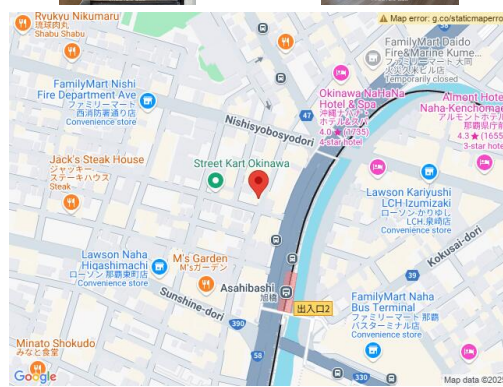 Map error: g.co/staticmaperro
Ryukyu Nikumaru
琉球肉丸
Shabu Shabu
FamilyMart Daido
Fire&Marine Kume...
ファミリーマート 大同
火災久米ビル店
Temporarily closed
FamilyMart Nishi
Fire Department Ave
ファミリーマート
西消防署通り店
Convenience store
Okinawa NaHaNa
Hotel & Spa
沖縄ナハナ・
ホテル&スパ
4.0★ (1735)
4-star hotel
Almont Hotel
Naha-Kenchomae
アルモントホテル
那覇県庁前
4.3★ (1655
3-star hotel
47
Nishisyobosyodori
Jack's Steak House
ジャッキー
ステーキハウス
Steak
Street Kart Okinawa
Lawson Kariyushi
LCH.Izumizaki
ローソン かりゆし
LCH.泉崎店
Convenience store
Kokusai-dori
39
Lawson Naha
Higashimachi
ローソン 那覇東町店
Convenience store
M's Garden
M'sガーデン
Asahibashi
旭橋
出入口2
Sunshine-dori
390
FamilyMart Naha
Bus Terminal
ファミリーマート 那覇
バスターミナル店
Convenience store
Minato Shokudo
みなと食堂
58
330
Google
Map data ©202